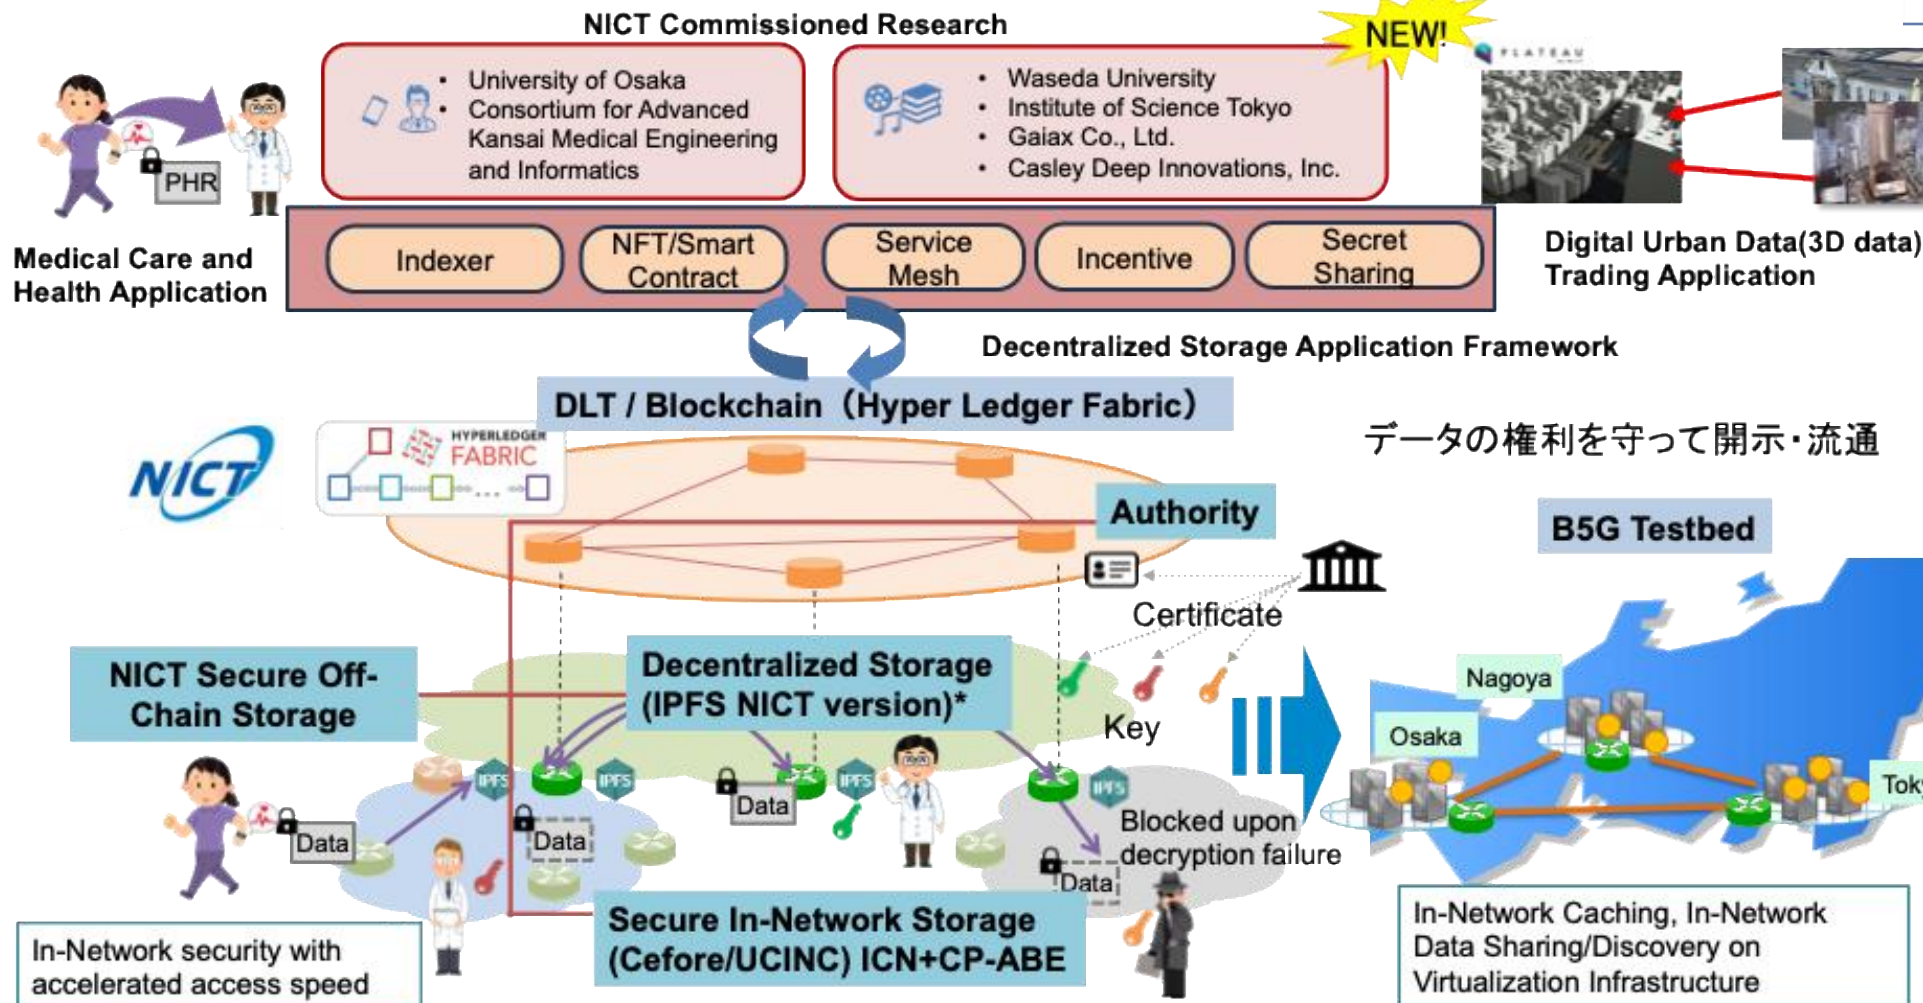 NICT Commissioned Research
NEW!
PLATEAU
• University of Osaka
• Consortium for Advanced
Kansai Medical Engineering
and Informatics
• Waseda University
• Institute of Science Tokyo
• Gaiax Co., Ltd.
• Casley Deep Innovations, Inc.
PHR
Medical Care and
Health Application
Indexer
NFT/Smart
Contract
Service
Mesh
Incentive
Secret
Sharing
Digital Urban Data(3D data)
Trading Application
Decentralized Storage Application Framework
DLT / Blockchain（Hyper Ledger Fabric）
NICT
HYPERLEDGER
FABRIC
...
データの権利を守って開示・流通
Authority
B5G Testbed
Certificate
NICT Secure Off-
Chain Storage
Decentralized Storage
(IPFS NICT version)*
Key
Nagoya
Osaka
IPFS
IPFS
IPFS
IPFS
Data
Data
Data
Data
Blocked upon
decryption failure
Secure In-Network Storage
(Cefore/UCINC) ICN+CP-ABE
In-Network security with
accelerated access speed
In-Network Caching, In-Network
Data Sharing/Discovery on
Virtualization Infrastructure